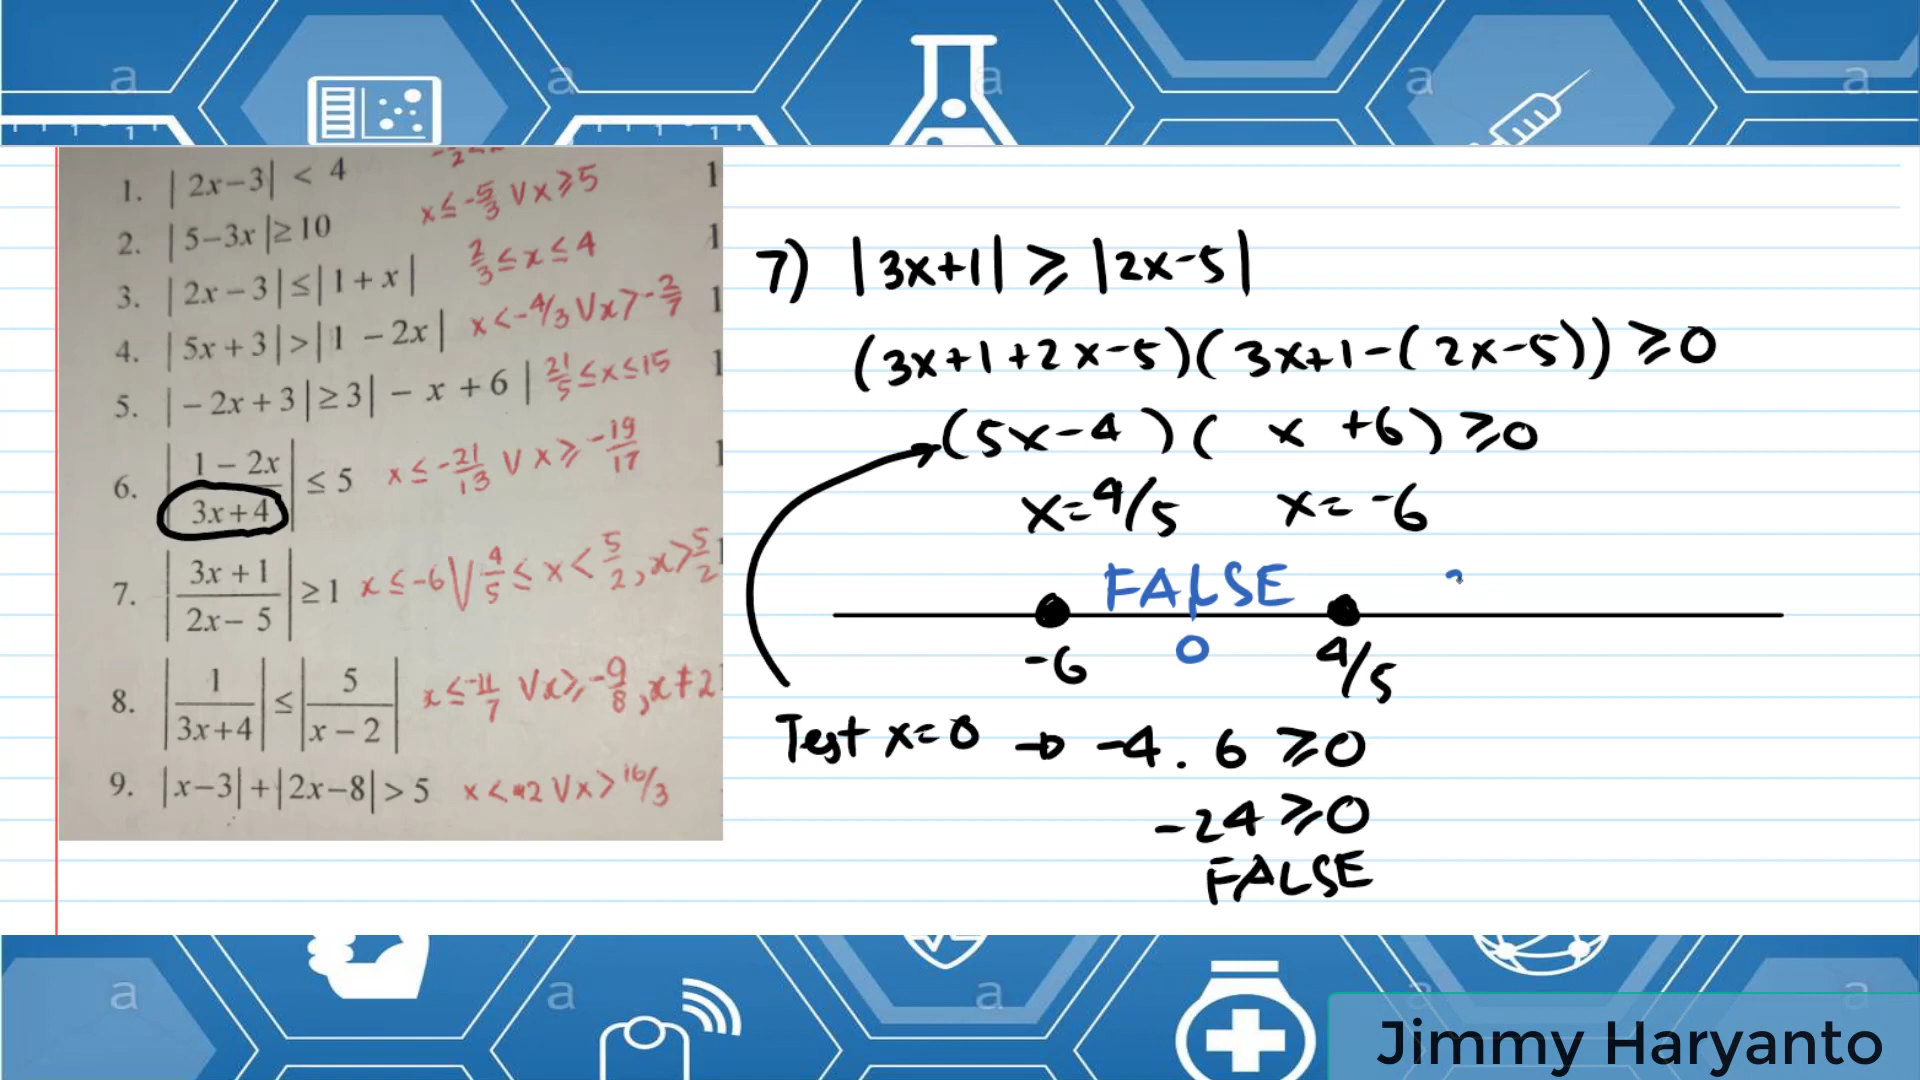 1. |2x-3| < 4
x ≤ -5/3 ∨ x ≥ 5
2. |5-3x| ≥ 10
2/3 ≤ x ≤ 4
3. |2x-3| ≤ |1+x|
x < -4/3 ∨ x > -2/7
4. |5x+3| > |1-2x|
21/5 ≤ x ≤ 15
5. |-2x+3| ≥ 3|-x+6|
6. |(1-2x)/(3x+4)| ≤ 5 x ≤ -21/13 ∨ x ≥ -19/17
7. |(3x+1)/(2x-5)| ≥ 1 x ≤ -6 ∨ 4/5 ≤ x < 5/2, x > 5/2
8. |1/(3x+4)| ≤ |5/(x-2)| x ≤ -11/7 ∨ x ≥ -9/8, x ≠ 2
9. |x-3|+|2x-8| > 5 x < 2 ∨ x > 16/3
7) |3x+1| ≥ |2x-5|
(3x+1+2x-5)(3x+1-(2x-5)) ≥ 0
(5x-4)(x+6) ≥ 0
x = 4/5 x = -6
FALSE
-6 0 4/5
Test x=0 → -4 . 6 ≥ 0
-24 ≥ 0
FALSE
Jimmy Haryanto